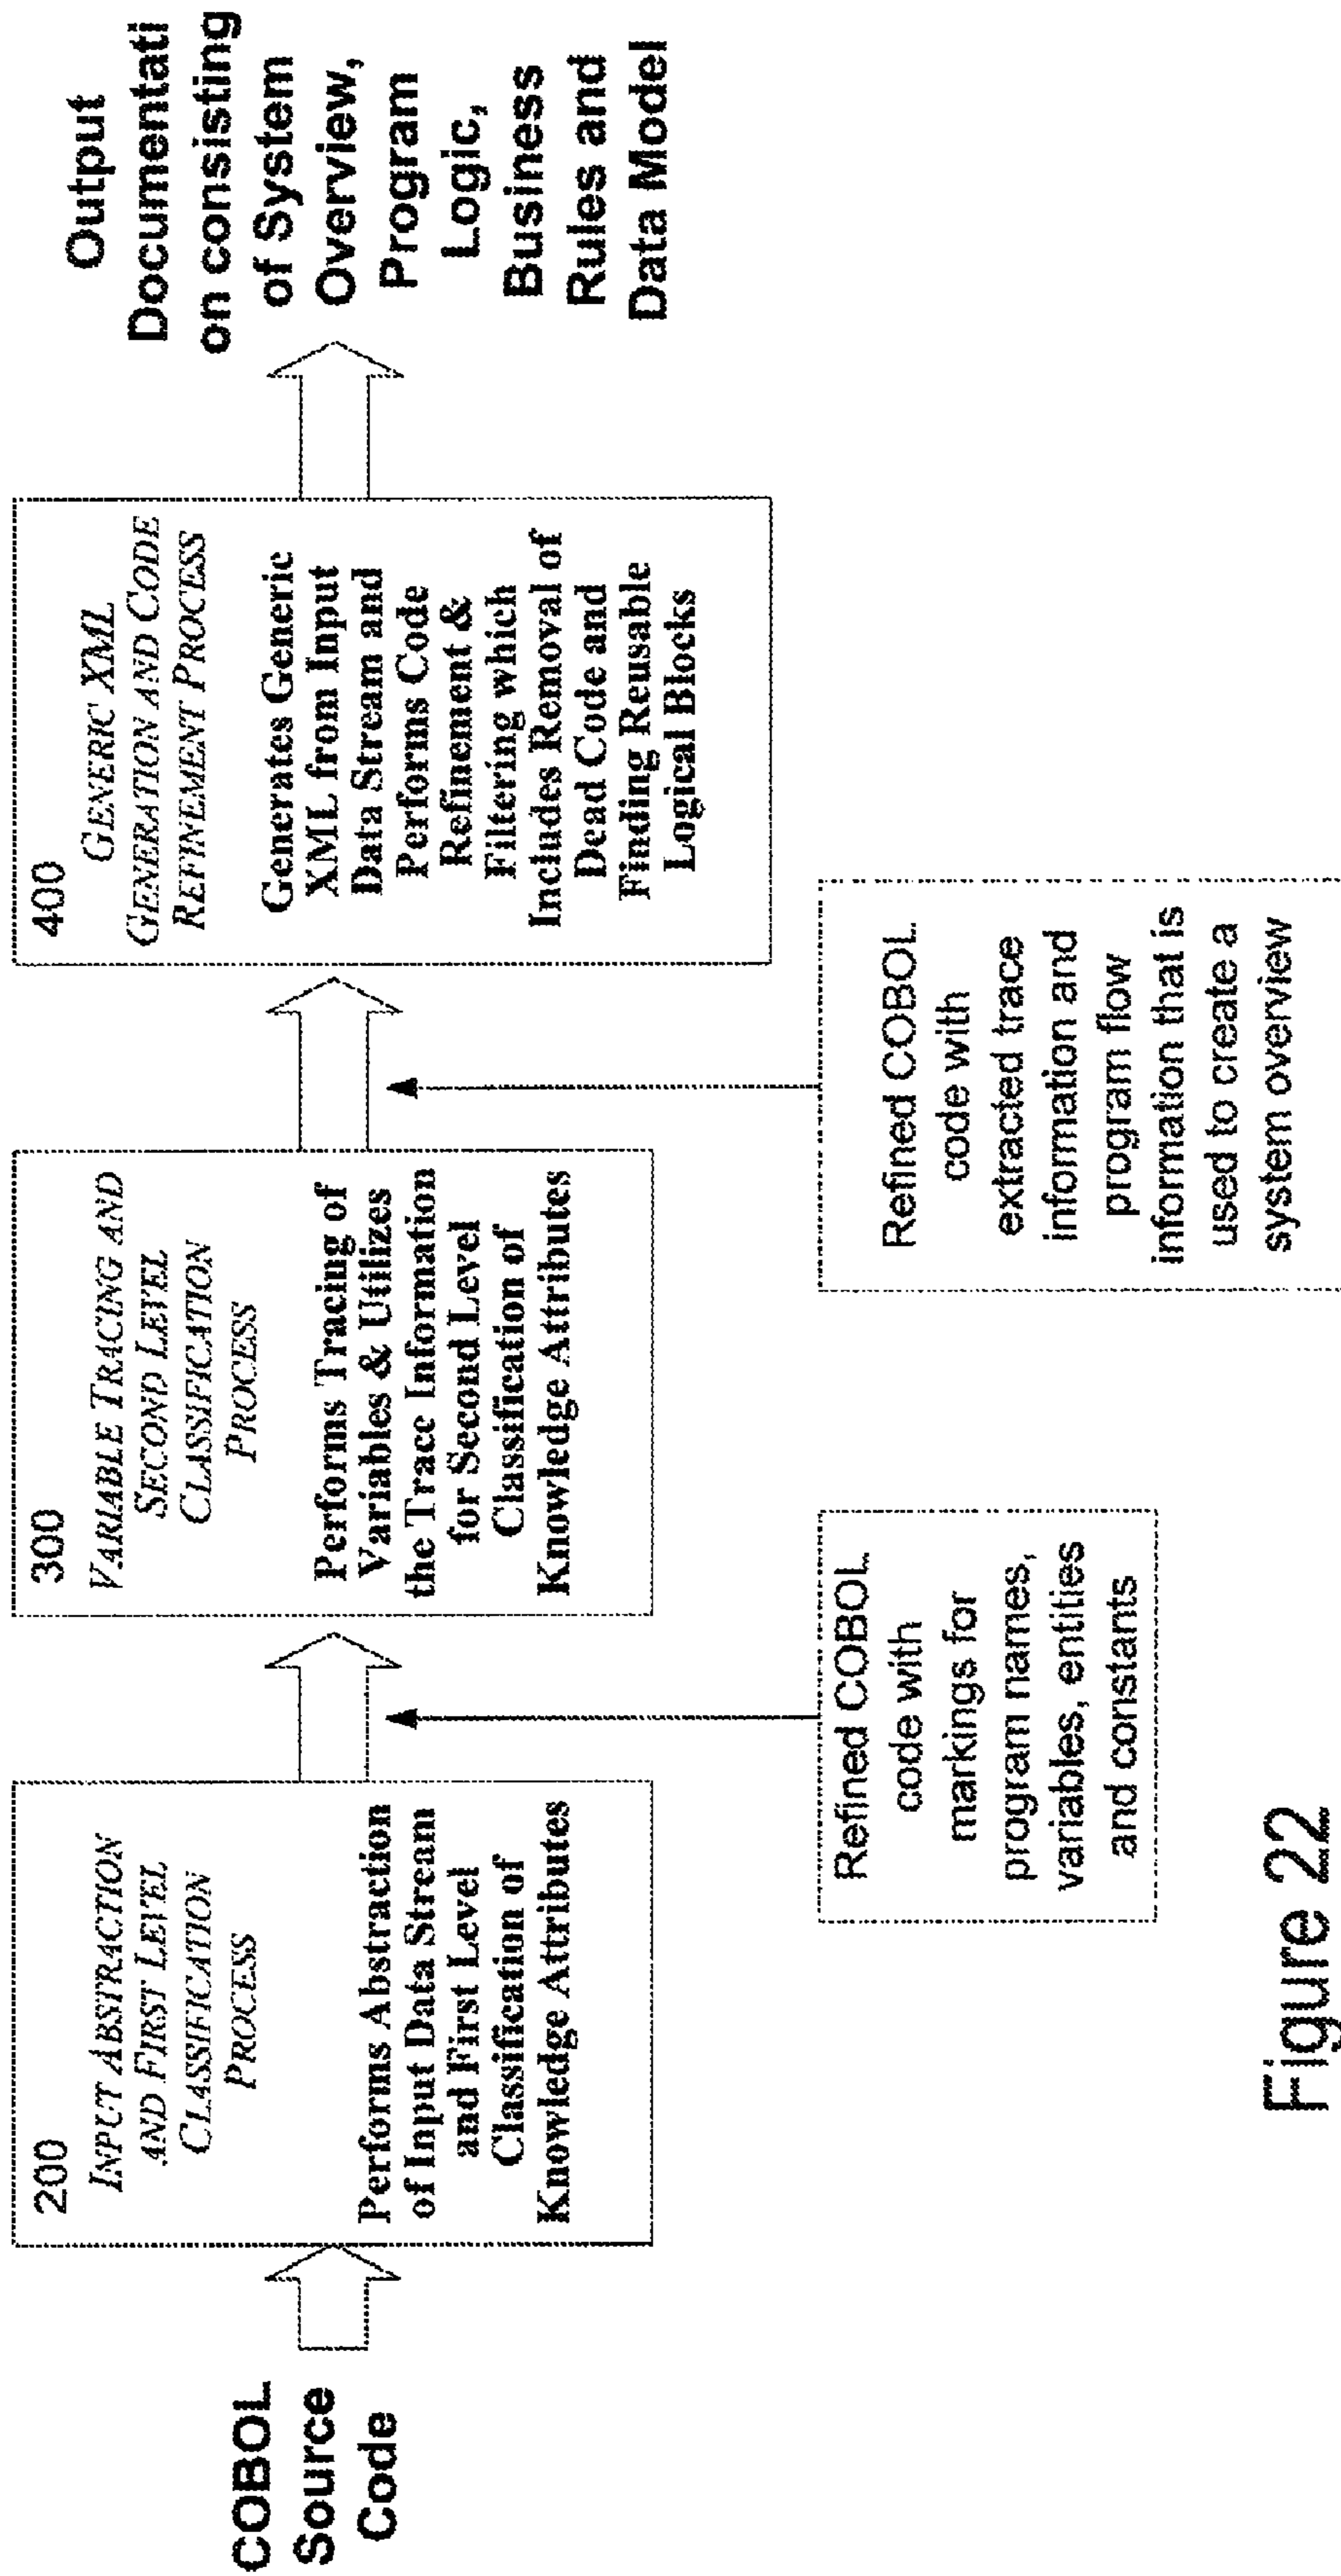 COBOL
Source
Code
200
INPUT ABSTRACTION
AND FIRST LEVEL
CLASSIFICATION
PROCESS
Performs Abstraction
of Input Data Stream
and First Level
Classification of
Knowledge Attributes
Refined COBOL
code with
markings for
program names,
variables, entities
and constants
300
VARIABLE TRACING AND
SECOND LEVEL
CLASSIFICATION
PROCESS
Performs Tracing of
Variables & Utilizes
the Trace Information
for Second Level
Classification of
Knowledge Attributes
Refined COBOL
code with
extracted trace
information and
program flow
information that is
used to create a
system overview
400
GENERIC XML
GENERATION AND CODE
REFINEMENT PROCESS
Generates Generic
XML from Input
Data Stream and
Performs Code
Refinement &
Filtering which
Includes Removal of
Dead Code and
Finding Reusable
Logical Blocks
Output
Documentati
on consisting
of System
Overview,
Program
Logic,
Business
Rules and
Data Model
Figure 22